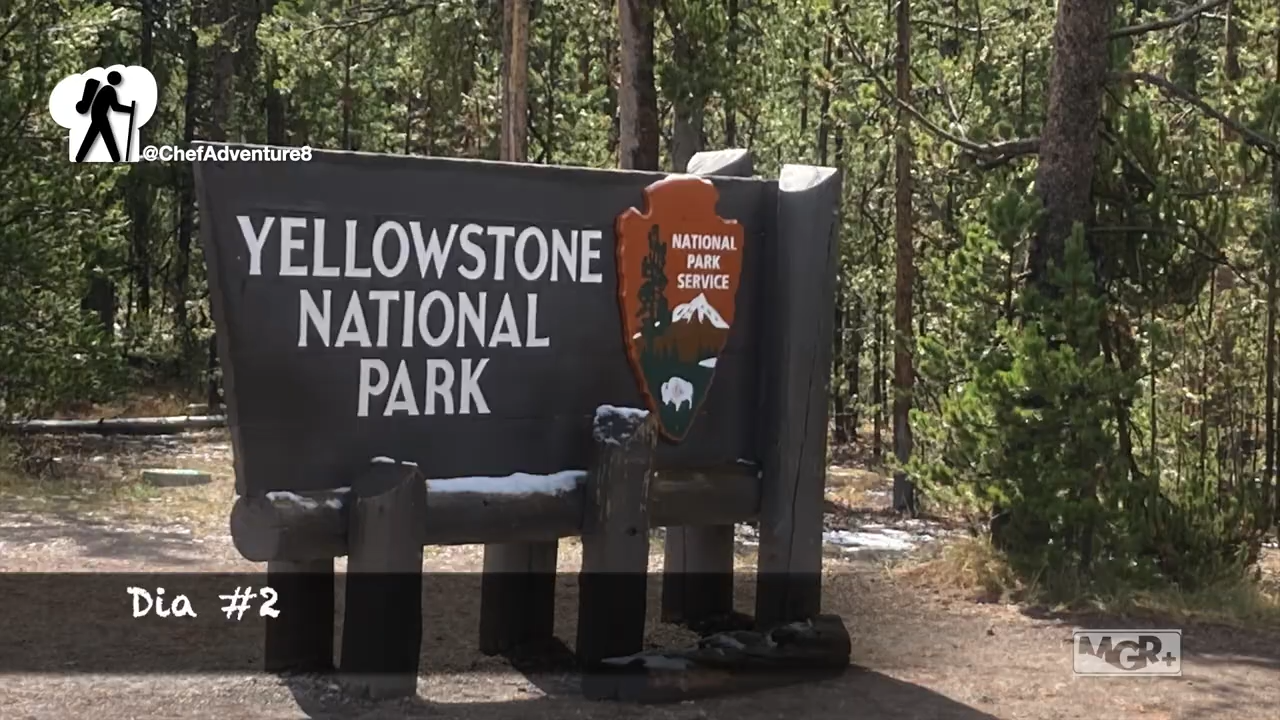 @ChefAdventure8
YELLOWSTONE
NATIONAL
PARK
NATIONAL
PARK
SERVICE
Dia #2
MGR+